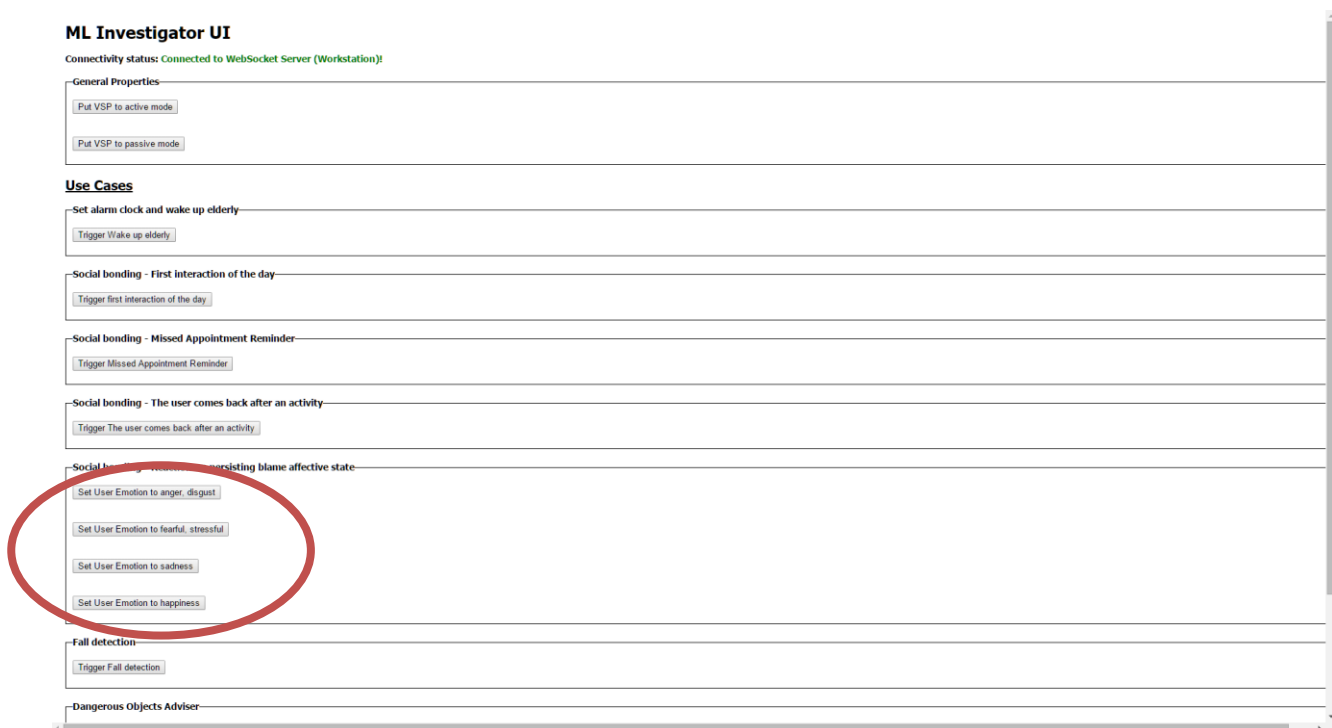 ML Investigator UI
Connectivity status: Connected to WebSocket Server (Workstation)!
General Properties
Put VSP to active mode
Put VSP to passive mode
Use Cases
Set alarm clock and wake up elderly
Trigger Wake up elderly
Social bonding - First interaction of the day
Trigger first interaction of the day
Social bonding - Missed Appointment Reminder
Trigger Missed Appointment Reminder
Social bonding - The user comes back after an activity
Trigger The user comes back after an activity
Social persisting blame affective state
Set User Emotion to anger, disgust
Set User Emotion to fearful, stressful
Set User Emotion to sadness
Set User Emotion to happiness
Fall detection
Trigger Fall detection
Dangerous Objects Adviser